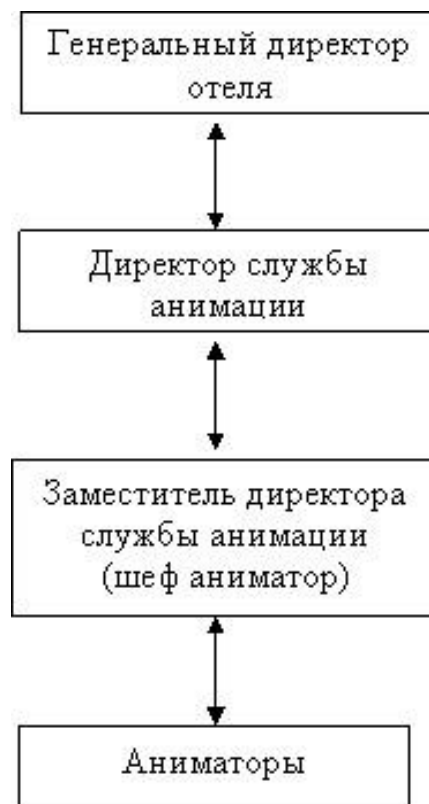 Генеральный директор
отеля
Директор службы
анимации
Заместитель директора
службы анимации
(шеф аниматор)
Аниматоры